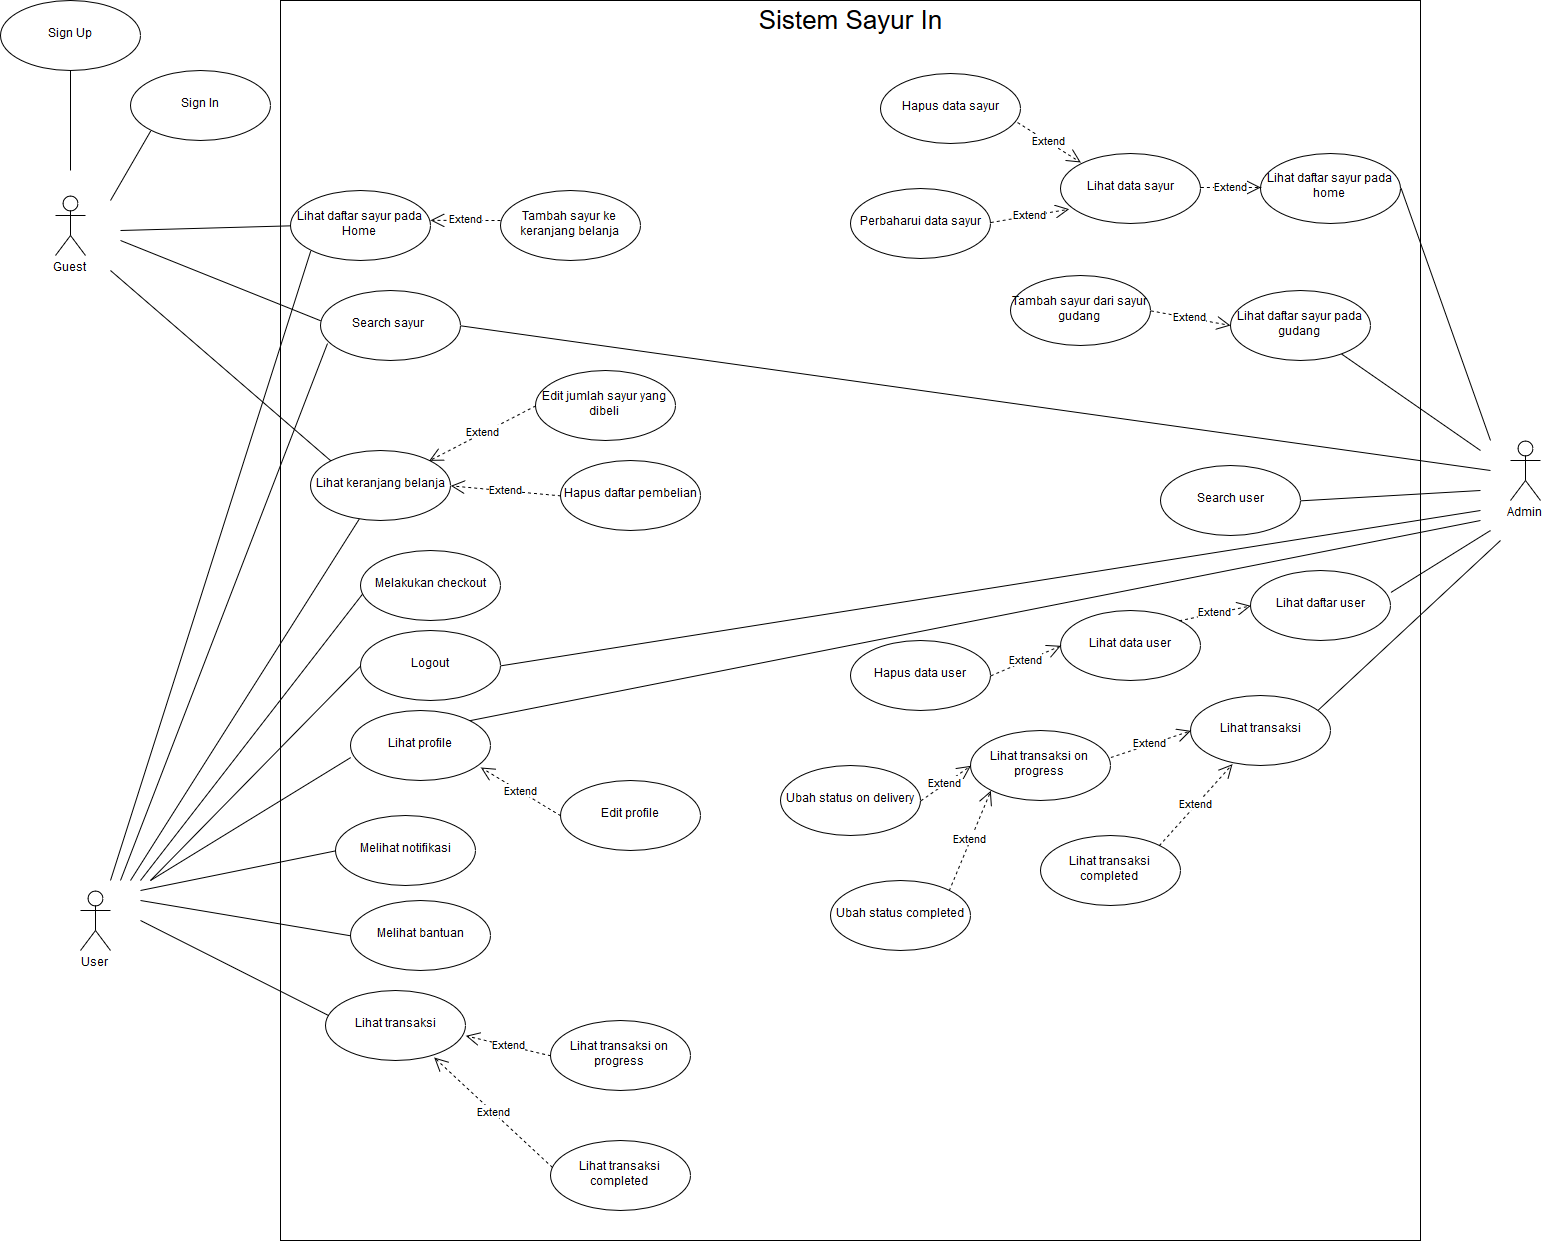 Sistem Sayur In
Sign Up
Sign In
Guest
Lihat daftar sayur pada
Home
Extend
Tambah sayur ke
keranjang belanja
Search sayur
Edit jumlah sayur yang
dibeli
Extend
Lihat keranjang belanja
Extend
Hapus daftar pembelian
Melakukan checkout
Logout
Lihat profile
Extend
Edit profile
Melihat notifikasi
Melihat bantuan
User
Lihat transaksi
Extend
Lihat transaksi on
progress
Extend
Lihat transaksi
completed
Hapus data sayur
Extend
Lihat data sayur
Extend
Lihat daftar sayur pada
home
Perbaharui data sayur
Extend
Tambah sayur dari sayur
gudang
Extend
Lihat daftar sayur pada
gudang
Search user
Admin
Lihat daftar user
Extend
Lihat data user
Extend
Hapus data user
Lihat transaksi
Extend
Lihat transaksi on
progress
Extend
Ubah status on delivery
Extend
Ubah status completed
Extend
Lihat transaksi
completed